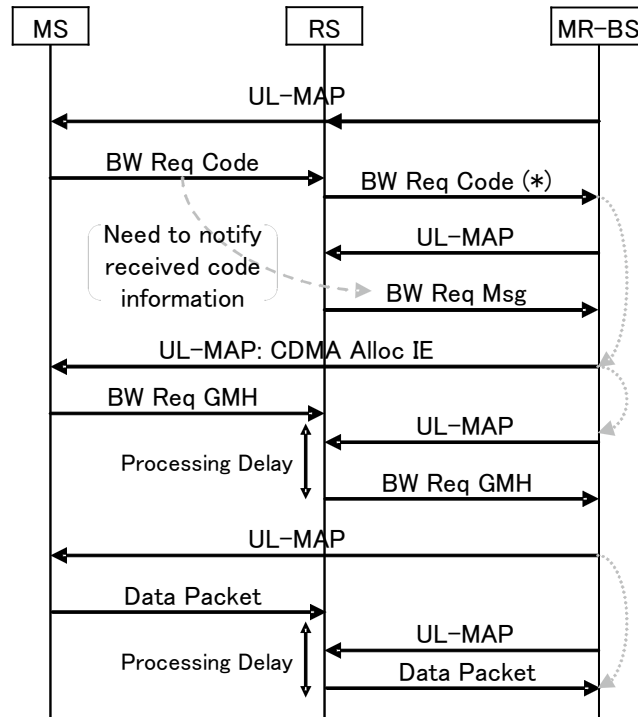 MS
RS
MR-BS
UL-MAP
BW Req Code
BW Req Code (*)
Need to notify
received code
information
UL-MAP
BW Req Msg
UL-MAP: CDMA Alloc IE
BW Req GMH
UL-MAP
Processing Delay
BW Req GMH
UL-MAP
Data Packet
UL-MAP
Processing Delay
Data Packet